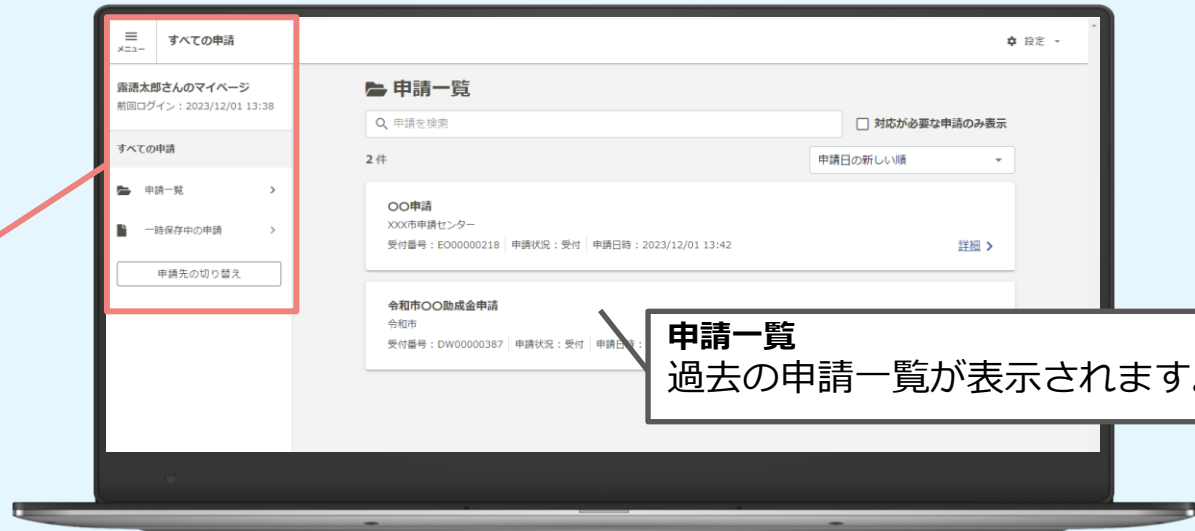 メニュー
すべての申請
設定
露語太郎さんのマイページ
前回ログイン：2023/12/01 13:38
すべての申請
申請一覧
一時保存中の申請
申請先の切り替え
申請一覧
申請を検索
対応が必要な申請のみ表示
2 件
申請日の新しい順
〇〇申請
XXX市申請センター
受付番号：EO00000218 申請状況：受付 申請日時：2023/12/01 13:42
詳細
令和市〇〇助成金申請
令和市
受付番号：DW00000387 申請状況：受付 申請日時：
申請一覧
過去の申請一覧が表示されます。